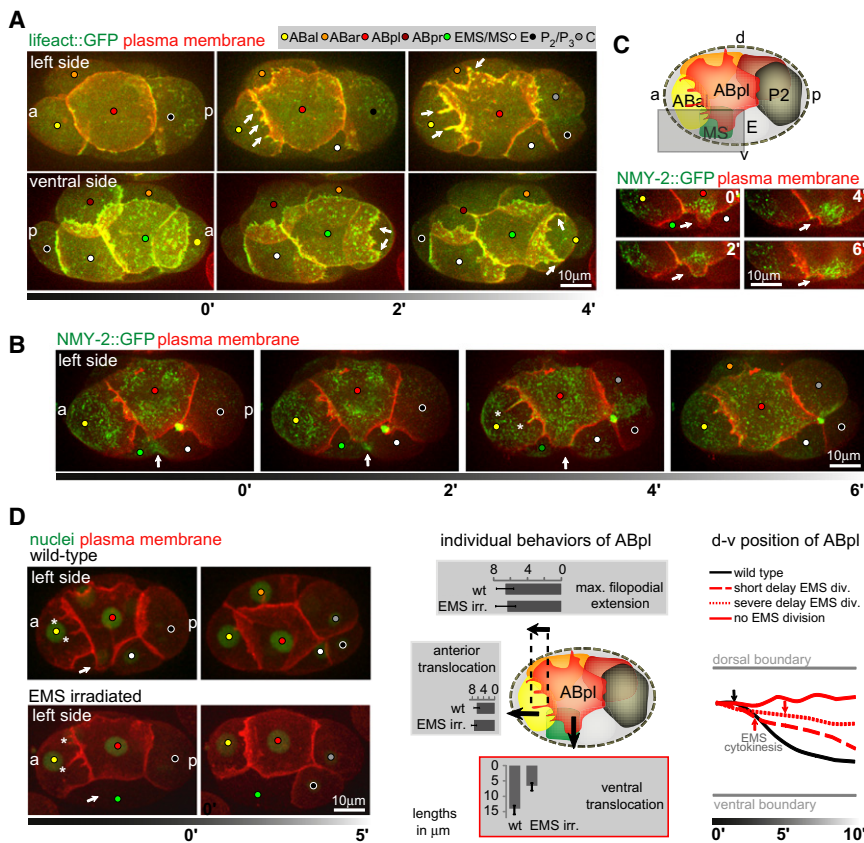 A
lifeact::GFP plasma membrane
ABal ABar ABpl ABpr EMS/MS E P2/P3 C
left side
a
p
ventral side
p
a
10μm
0' 2' 4'
B
NMY-2::GFP plasma membrane
left side
a
p
10μm
0' 2' 4' 6'
C
d
a
ABa
ABpl
P2
p
MS
E
v
NMY-2::GFP plasma membrane
0' 4'
2' 6'
10μm
D
nuclei plasma membrane
wild-type
left side
a
p
EMS irradiated
left side
a
p
0'
10μm
0' 5'
individual behaviors of ABpl
8 4 0
wt
EMS irr.
max. filopodial
extension
anterior
translocation
8 4 0
wt
EMS irr.
ABpl
0
5
10
15
wt EMS irr.
ventral
translocation
lengths
in μm
d-v position of ABpl
wild type
short delay EMS div.
severe delay EMS div.
no EMS division
dorsal boundary
EMS
cytokinesis
ventral boundary
0' 5' 10'